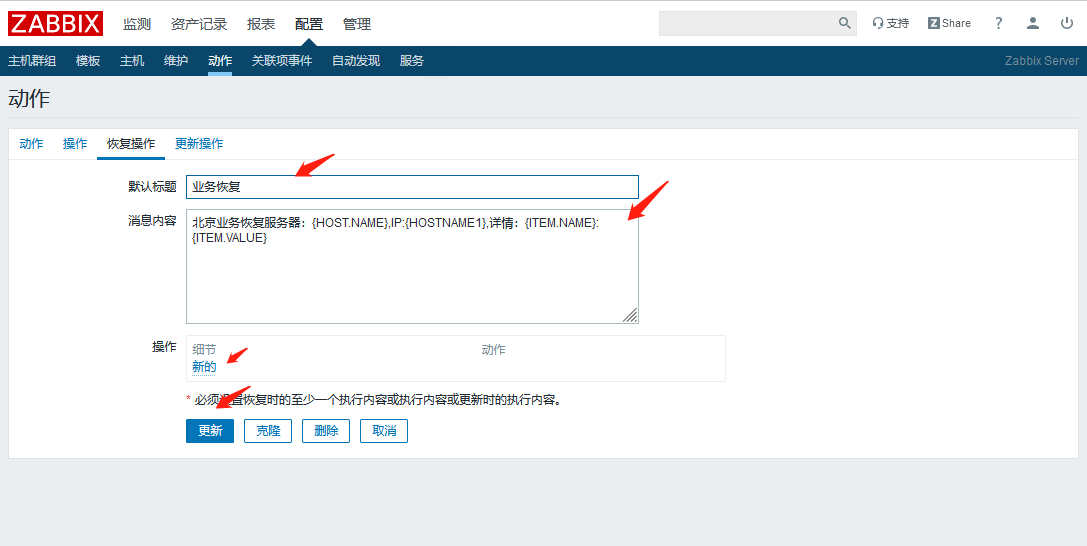 ZABBIX 监测 资产记录 报表 配置 管理 支持 Z Share ?
主机群组 模板 主机 维护 动作 关联项事件 自动发现 服务 Zabbix Server
动作
动作 操作 恢复操作 更新操作
默认标题 业务恢复
消息内容 北京业务恢复服务器：{HOST.NAME},IP:{HOSTNAME1},详情：{ITEM.NAME}:
{ITEM.VALUE}
操作 细节 动作
新的
* 必须设置恢复时的至少一个执行内容或执行内容或更新时的执行内容。
更新 克隆 删除 取消